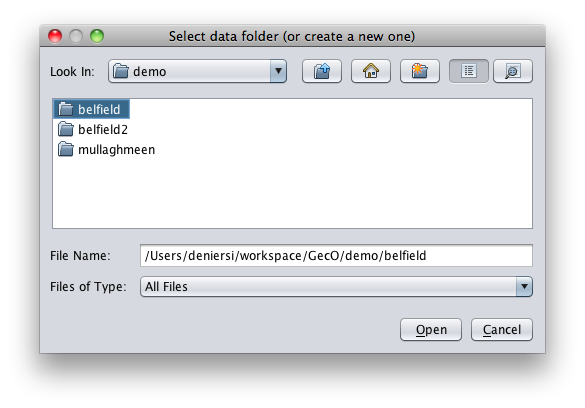 Select data folder (or create a new one)
Look In: demo
belfield
belfield2
mullaghmeen
File Name: /Users/deniersi/workspace/GecO/demo/belfield
Files of Type: All Files
Open Cancel